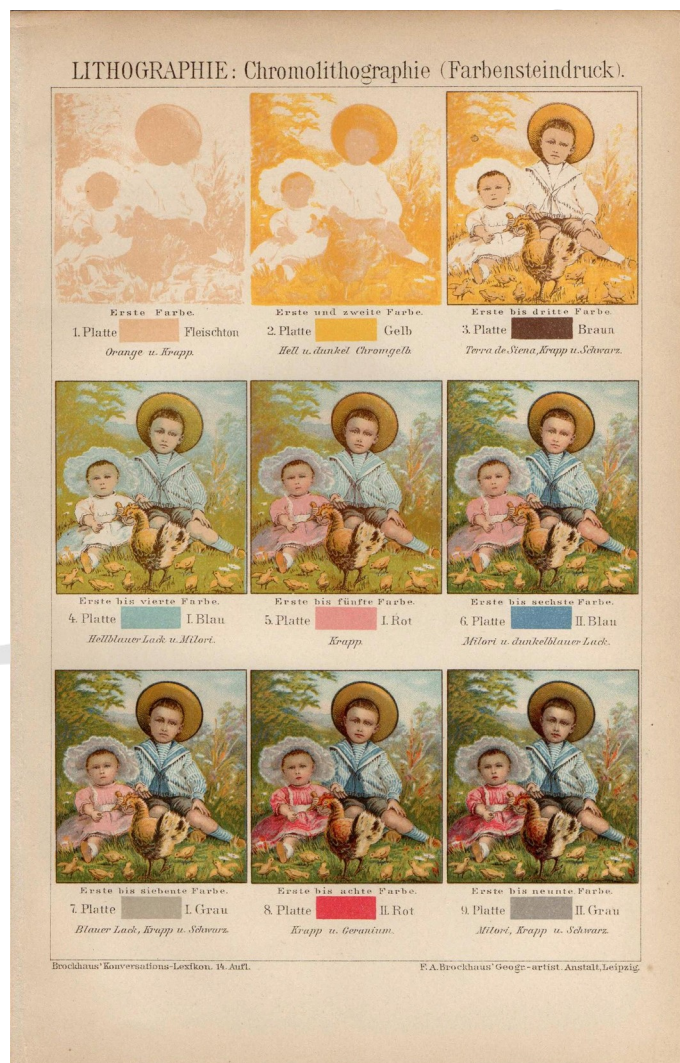 LITHOGRAPHIE: Chromolithographie (Farbensteindruck).
Erste Farbe.
1. Platte Fleischton
Orange u. Krapp.
Erste und zweite Farbe.
2. Platte Gelb
Hell u. dunkel Chromgelb
Erste bis dritte Farbe.
3. Platte Braun
Terra de Siena, Krapp u. Schwarz.
Erste bis vierte Farbe.
4. Platte I. Blau
Hellblauer Lack u. Milori.
Erste bis fünfte Farbe.
5. Platte I. Rot
Krapp.
Erste bis sechste Farbe.
6. Platte II. Blau
Milori u. dunkelblauer Lack.
Erste bis siebente Farbe.
7. Platte I. Grau
Blauer Lack, Krapp u. Schwarz.
Erste bis achte Farbe.
8. Platte II. Rot
Krapp u. Geranium.
Erste bis neunte Farbe.
9. Platte II. Grau
Milori, Krapp u. Schwarz.
Brockhaus' Konversations-Lexikon. 14. Aufl.
F. A. Brockhaus' Geogr.-artist. Anstalt, Leipzig.